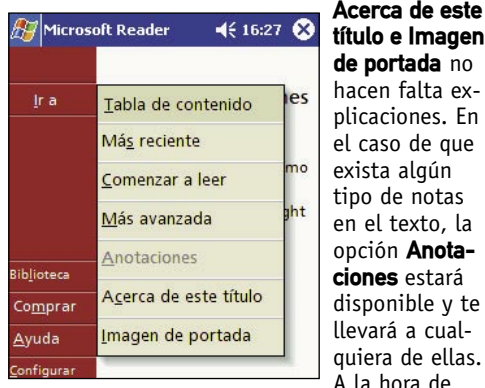 Microsoft Reader 16:27
Ir a
Tabla de contenido
Más reciente
Comenzar a leer
Más avanzada
Anotaciones
Acerca de este título
Imagen de portada
Biblioteca
Comprar
Ayuda
Configurar
es
mo
ght
Acerca de este
título e Imagen
de portada no
hacen falta ex-
plicaciones. En
el caso de que
exista algún
tipo de notas
en el texto, la
opción Anota-
ciones estará
disponible y te
llevará a cual-
quiera de ellas.
A la hora de